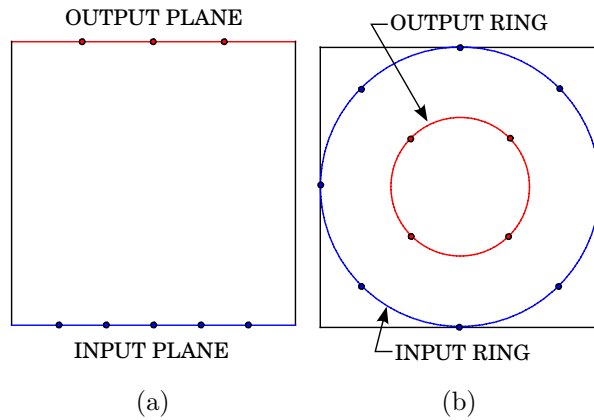 OUTPUT PLANE
INPUT PLANE
(a)
OUTPUT RING
INPUT RING
(b)